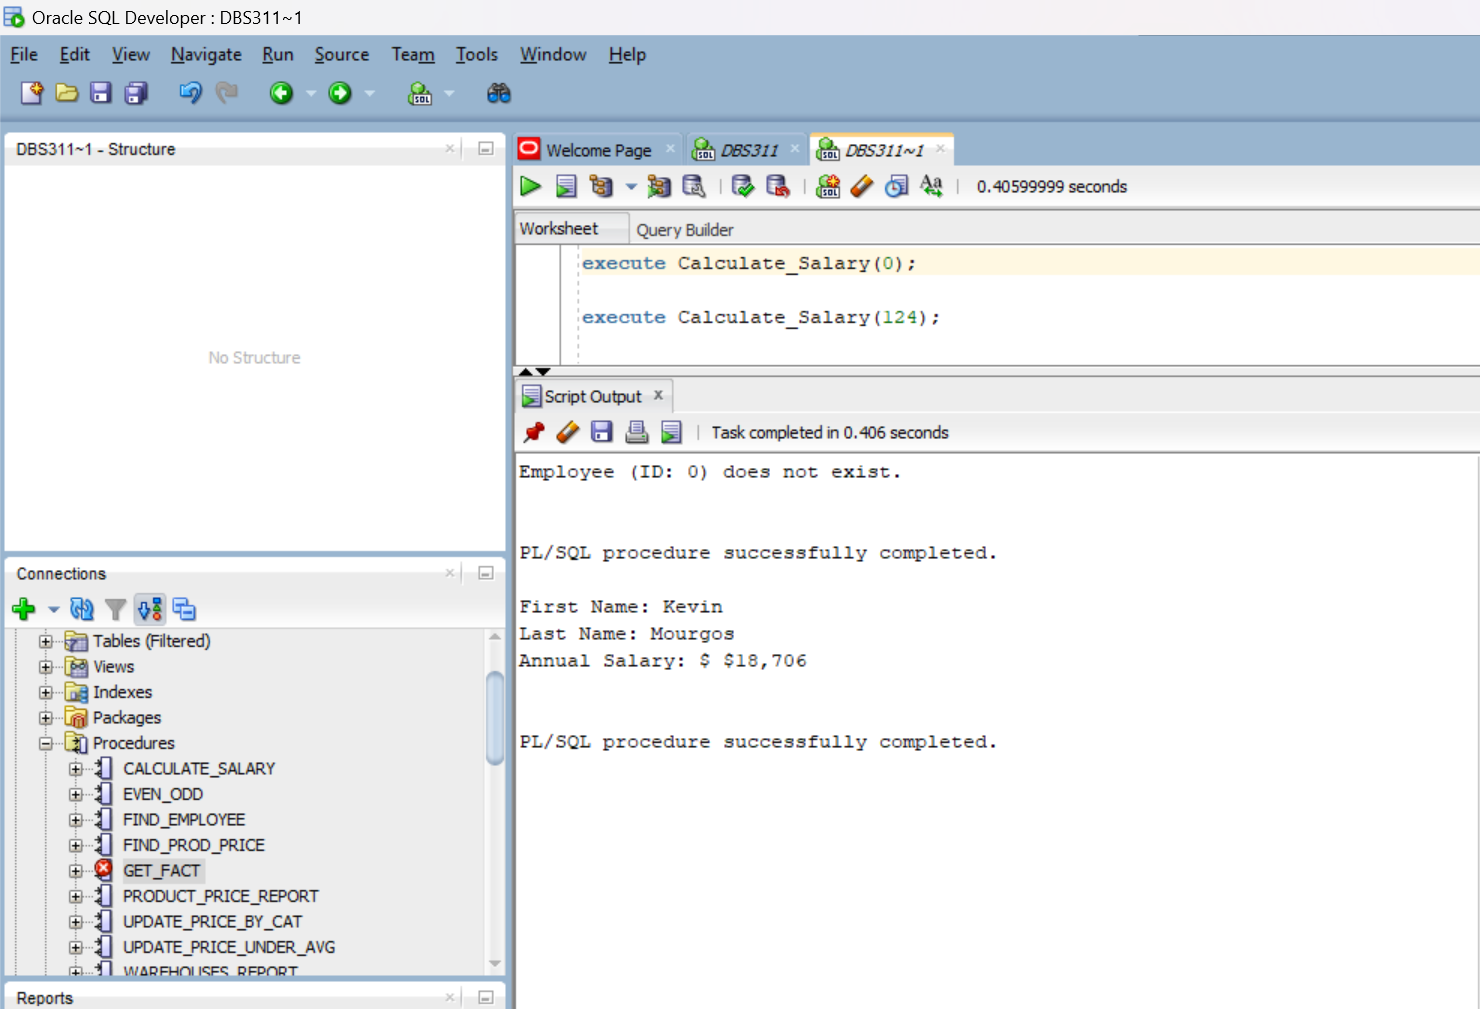 Oracle SQL Developer : DBS311~1
File Edit View Navigate Run Source Team Tools Window Help
DBS311~1 - Structure
No Structure
Connections
Tables (Filtered)
Views
Indexes
Packages
Procedures
CALCULATE_SALARY
EVEN_ODD
FIND_EMPLOYEE
FIND_PROD_PRICE
GET_FACT
PRODUCT_PRICE_REPORT
UPDATE_PRICE_BY_CAT
UPDATE_PRICE_UNDER_AVG
WAREHOUSES_REPORT
Reports
Welcome Page DBS311 DBS311~1
0.40599999 seconds
Worksheet Query Builder
execute Calculate_Salary(0);
execute Calculate_Salary(124);
Script Output
Task completed in 0.406 seconds
Employee (ID: 0) does not exist.
PL/SQL procedure successfully completed.
First Name: Kevin
Last Name: Mourgos
Annual Salary: $ $18,706
PL/SQL procedure successfully completed.